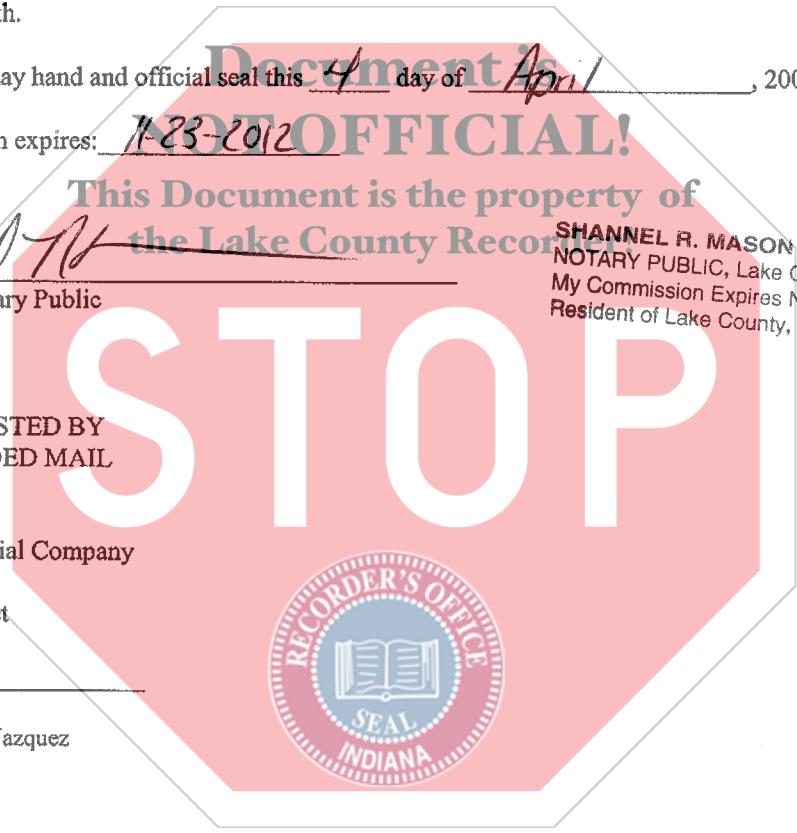 th.
Document is
ay hand and official seal this 4 day of April, 200
n expires: 11-23-2012
NOT OFFICIAL!
This Document is the property of
the Lake County Recorder!
SHANNEL R. MASON
NOTARY PUBLIC, Lake C
My Commission Expires N
Resident of Lake County,
ary Public
STOP
STED BY
DED MAIL
ial Company
t
RECORDER'S OFFICE
SEAL
INDIANA
Vazquez